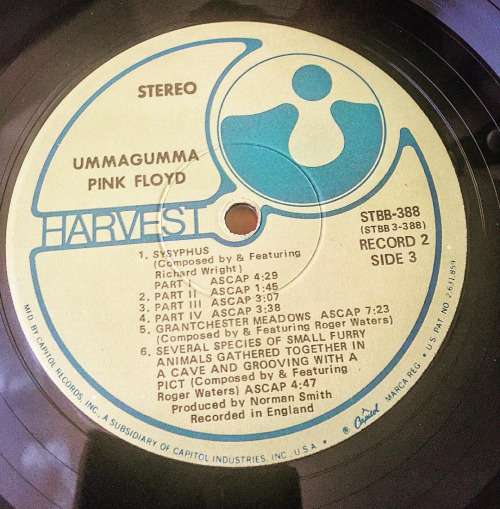 STEREO
UMMAGUMMA
PINK FLOYD
HARVEST
STBB-388
(STBB 3-388)
RECORD 2
SIDE 3
1. SYSYPHUS
(Composed by & Featuring
Richard Wright)
PART I ASCAP 4:29
2. PART II ASCAP 1:45
3. PART III ASCAP 3:07
4. PART IV ASCAP 3:38
5. GRANTCHESTER MEADOWS ASCAP 7:23
(Composed by & Featuring Roger Waters)
6. SEVERAL SPECIES OF SMALL FURRY
ANIMALS GATHERED TOGETHER IN
A CAVE AND GROOVING WITH A
PICT (Composed by & Featuring
Roger Waters) ASCAP 4:47
Produced by Norman Smith
Recorded in England
MFD. BY CAPITOL RECORDS, INC., A SUBSIDIARY OF CAPITOL INDUSTRIES, INC., U.S.A. • ® Capitol MARCA REG. • U.S. PAT. NO. 2,631,859